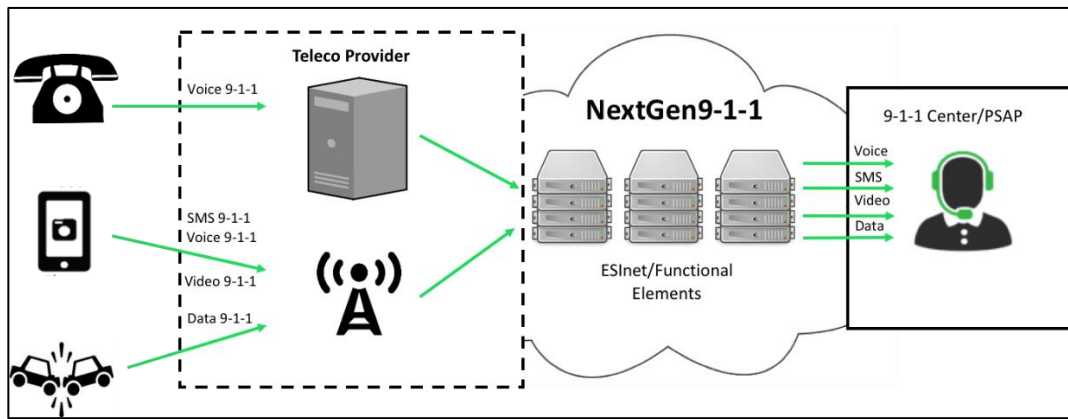 Teleco Provider
Voice 9-1-1
SMS 9-1-1
Voice 9-1-1
Video 9-1-1
Data 9-1-1
NextGen9-1-1
ESInet/Functional
Elements
9-1-1 Center/PSAP
Voice
SMS
Video
Data